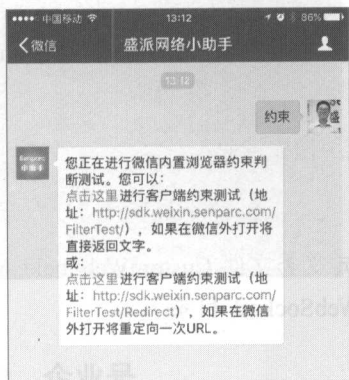 中国移动 13:12 86%
微信 盛派网络小助手
13:12
约束
Senparc
小助手
您正在进行微信内置浏览器约束判
断测试。您可以：
点击这里进行客户端约束测试（地
址：http://sdk.weixin.senparc.com/
FilterTest/），如果在微信外打开将
直接返回文字。
或：
点击这里进行客户端约束测试（地
址：http://sdk.weixin.senparc.com/
FilterTest/Redirect），如果在微信
外打开将重定向一次URL。